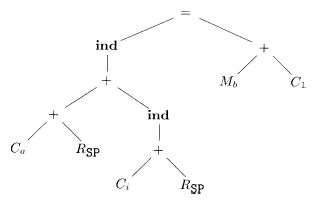 =
ind +
+ M_b C_1
+ ind
C_a R_SP +
C_i R_SP